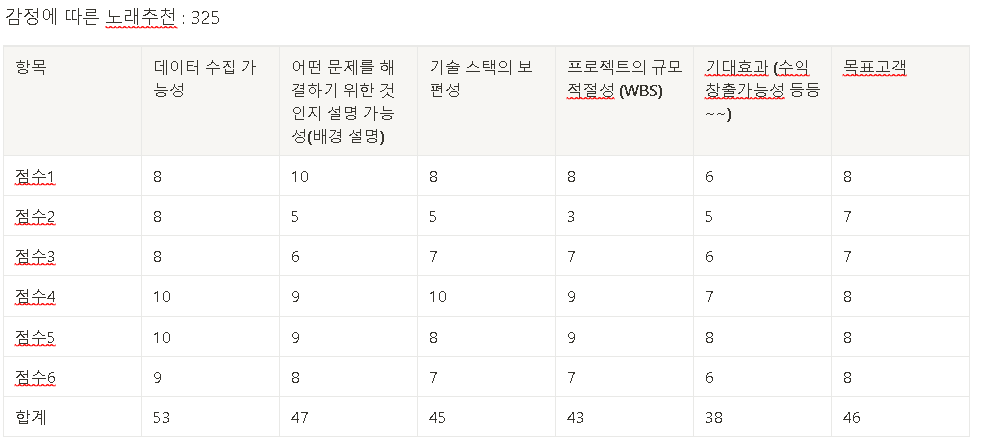 감정에 따른 노래추천 : 325
항목 데이터 수집 가능성 어떤 문제를 해결하기 위한 것인지 설명 가능성(배경 설명) 기술 스택의 보편성 프로젝트의 규모 적절성 (WBS) 기대효과 (수익창출가능성 등등~~) 목표고객
점수1 8 10 8 8 6 8
점수2 8 5 5 3 5 7
점수3 8 6 7 7 6 7
점수4 10 9 10 9 7 8
점수5 10 9 8 9 8 8
점수6 9 8 7 7 6 8
합계 53 47 45 43 38 46